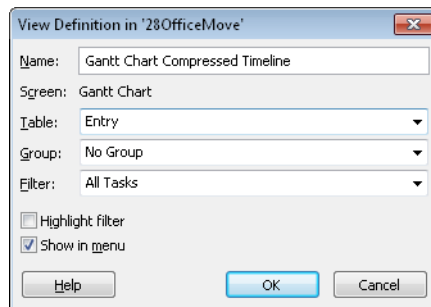 View Definition in '28OfficeMove'
Name: Gantt Chart Compressed Timeline
Screen: Gantt Chart
Table: Entry
Group: No Group
Filter: All Tasks
Highlight filter
Show in menu
Help OK Cancel